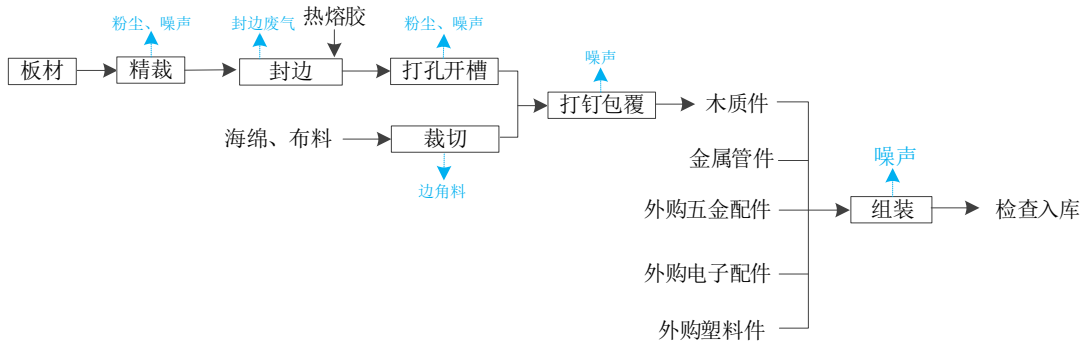 粉尘、噪声
封边废气
热熔胶
粉尘、噪声
板材
精裁
封边
打孔开槽
噪声
打钉包覆
木质件
海绵、布料
裁切
边角料
金属管件
噪声
外购五金配件
组装
检查入库
外购电子配件
外购塑料件